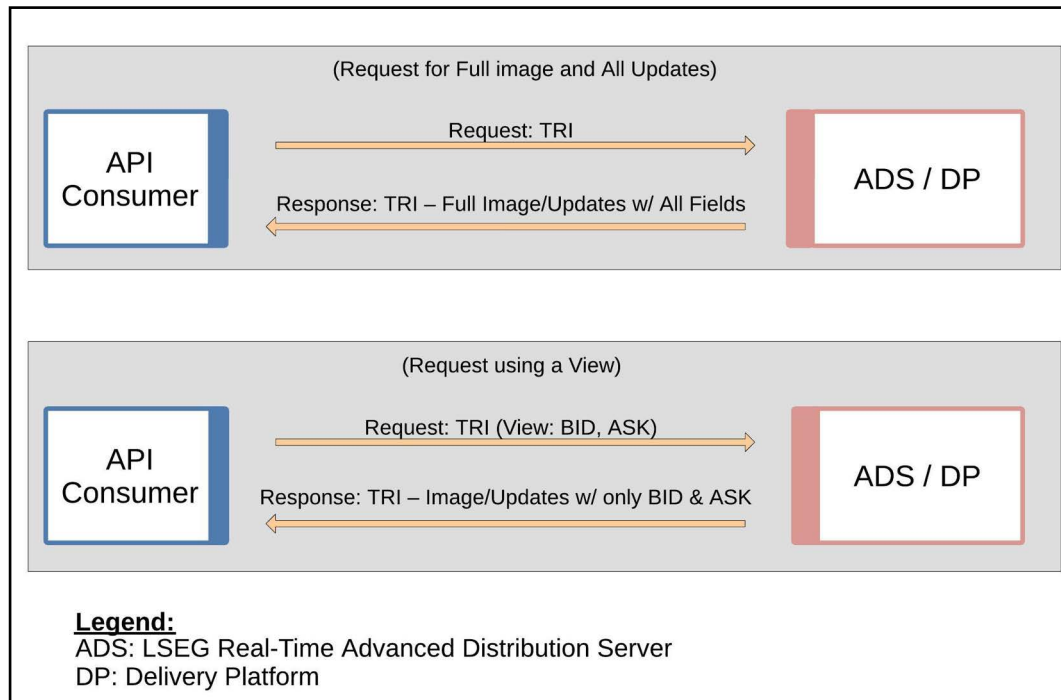 (Request for Full image and All Updates)
API
Consumer
Request: TRI
Response: TRI – Full Image/Updates w/ All Fields
ADS / DP
(Request using a View)
API
Consumer
Request: TRI (View: BID, ASK)
Response: TRI – Image/Updates w/ only BID & ASK
ADS / DP
Legend:
ADS: LSEG Real-Time Advanced Distribution Server
DP: Delivery Platform